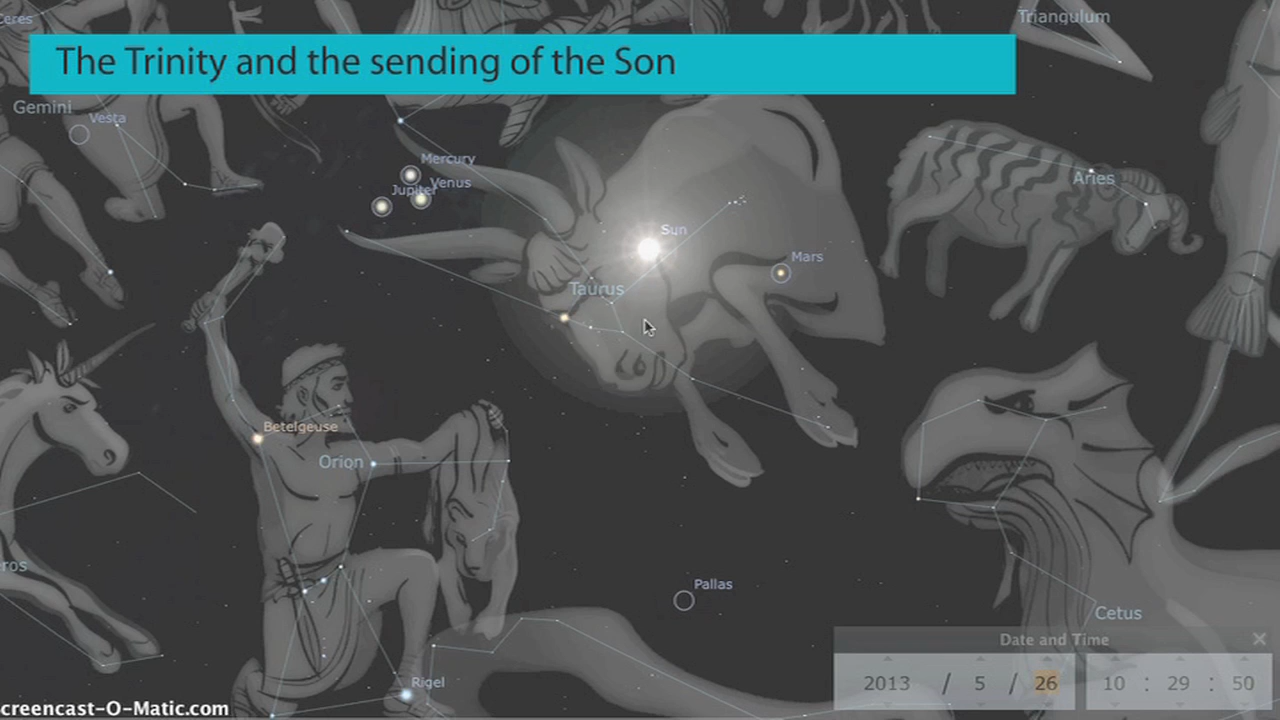 Ceres
Triangulum
The Trinity and the sending of the Son
Gemini
Vesta
Mercury
Venus
Jupiter
Aries
Sun
Mars
Taurus
Betelgeuse
Orion
ros
Pallas
Cetus
Date and Time
2013 / 5 / 26 10 : 29 : 50
Rigel
creencast-O-Matic.com